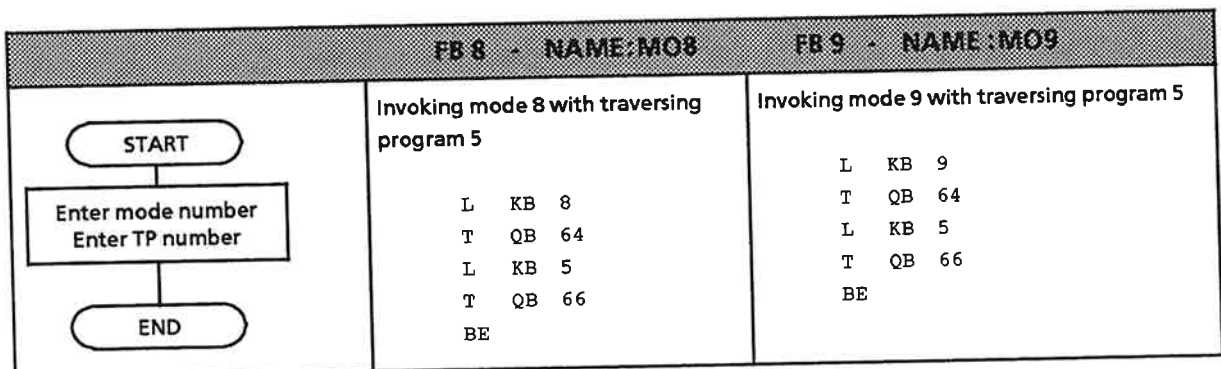 FB 8 - NAME:MO8
FB 9 - NAME:MO9
START
Enter mode number
Enter TP number
END
Invoking mode 8 with traversing
program 5
L KB 8
T QB 64
L KB 5
T QB 66
BE
Invoking mode 9 with traversing program 5
L KB 9
T QB 64
L KB 5
T QB 66
BE